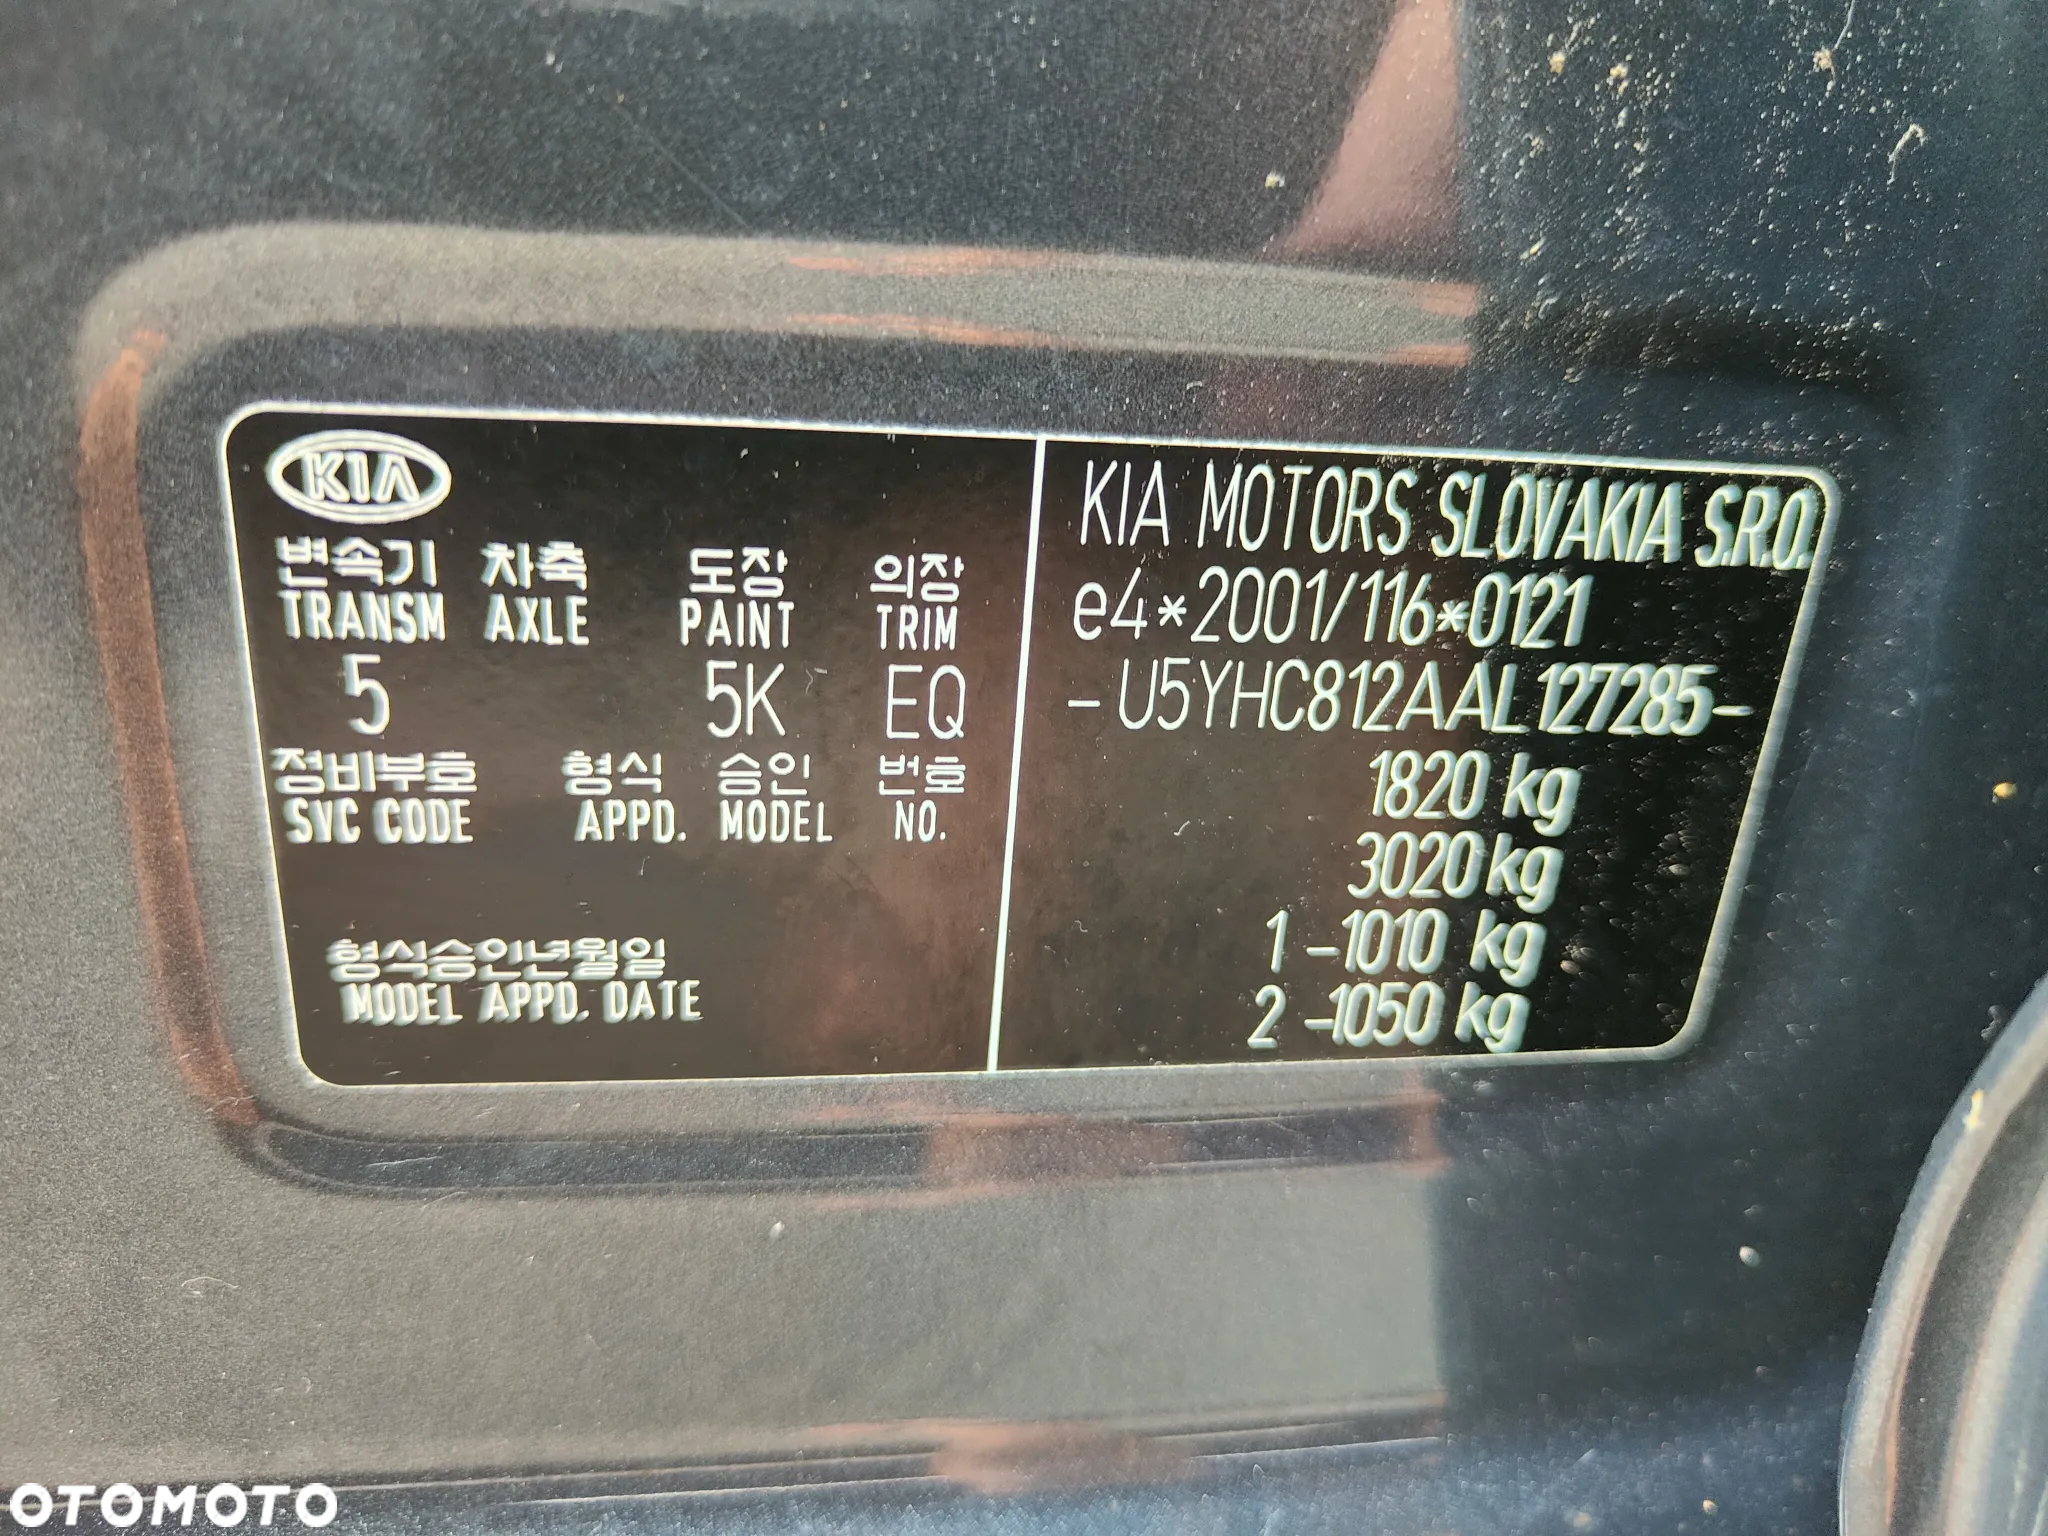 KIA
변속기 차축 도장 의장
TRANSM AXLE PAINT TRIM
5 5K EQ
정비부호 형식 승인 번호
SVC CODE APPD. MODEL NO.
형식승인년월일
MODEL APPD. DATE
KIA MOTORS SLOVAKIA S.R.O.
e4*2001/116*0121
-U5YHC812AAL127285-
1820 kg
3020 kg
1 -1010 kg
2 -1050 kg
OTOMOTO